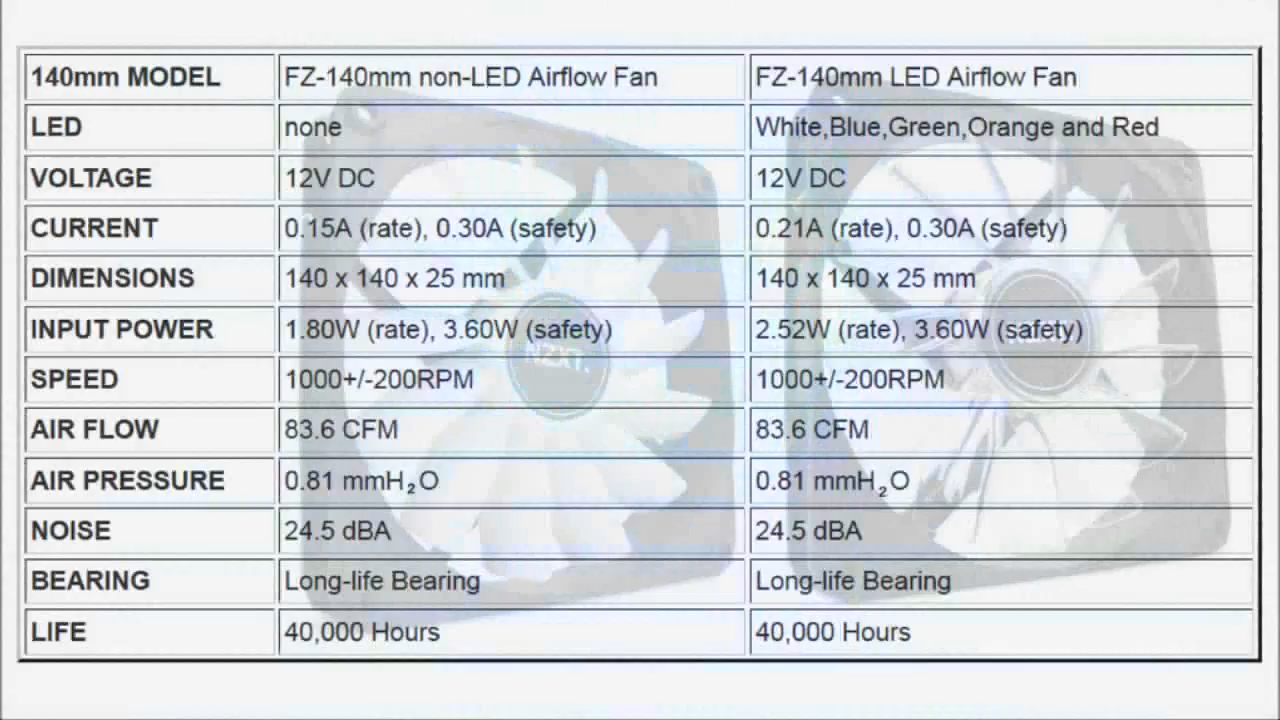 140mm MODEL FZ-140mm non-LED Airflow Fan FZ-140mm LED Airflow Fan
LED none White,Blue,Green,Orange and Red
VOLTAGE 12V DC 12V DC
CURRENT 0.15A (rate), 0.30A (safety) 0.21A (rate), 0.30A (safety)
DIMENSIONS 140 x 140 x 25 mm 140 x 140 x 25 mm
INPUT POWER 1.80W (rate), 3.60W (safety) 2.52W (rate), 3.60W (safety)
NZXT
SPEED 1000+/-200RPM 1000+/-200RPM
AIR FLOW 83.6 CFM 83.6 CFM
AIR PRESSURE 0.81 mmH₂O 0.81 mmH₂O
NOISE 24.5 dBA 24.5 dBA
BEARING Long-life Bearing Long-life Bearing
LIFE 40,000 Hours 40,000 Hours